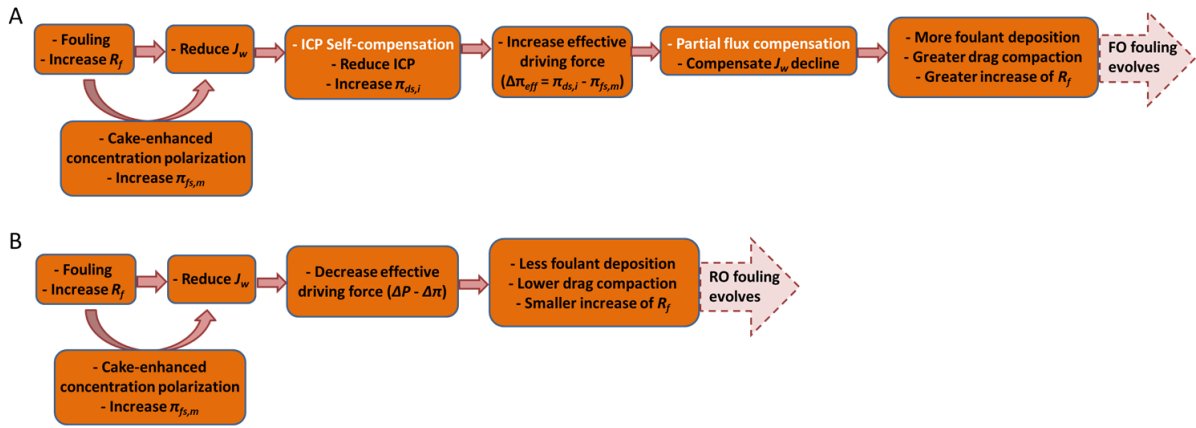 A
- Fouling
- Increase Rf
- Reduce Jw
- ICP Self-compensation
- Reduce ICP
- Increase πds,i
- Increase effective
driving force
(Δπeff = πds,i - πfs,m)
- Partial flux compensation
- Compensate Jw decline
- More foulant deposition
- Greater drag compaction
- Greater increase of Rf
FO fouling
evolves
- Cake-enhanced
concentration polarization
- Increase πfs,m
B
- Fouling
- Increase Rf
- Reduce Jw
- Decrease effective
driving force (ΔP - Δπ)
- Less foulant deposition
- Lower drag compaction
- Smaller increase of Rf
RO fouling
evolves
- Cake-enhanced
concentration polarization
- Increase πfs,m